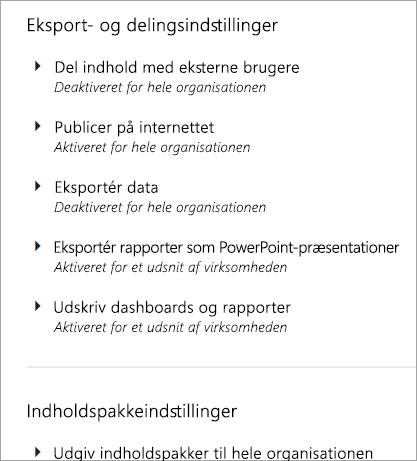 Eksport- og delingsindstillinger
Del indhold med eksterne brugere
Deaktiveret for hele organisationen
Publicer på internettet
Aktiveret for hele organisationen
Eksportér data
Deaktiveret for hele organisationen
Eksportér rapporter som PowerPoint-præsentationer
Aktiveret for et udsnit af virksomheden
Udskriv dashboards og rapporter
Aktiveret for et udsnit af virksomheden
Indholdspakkeindstillinger
Udgiv indholdspakker til hele organisationen